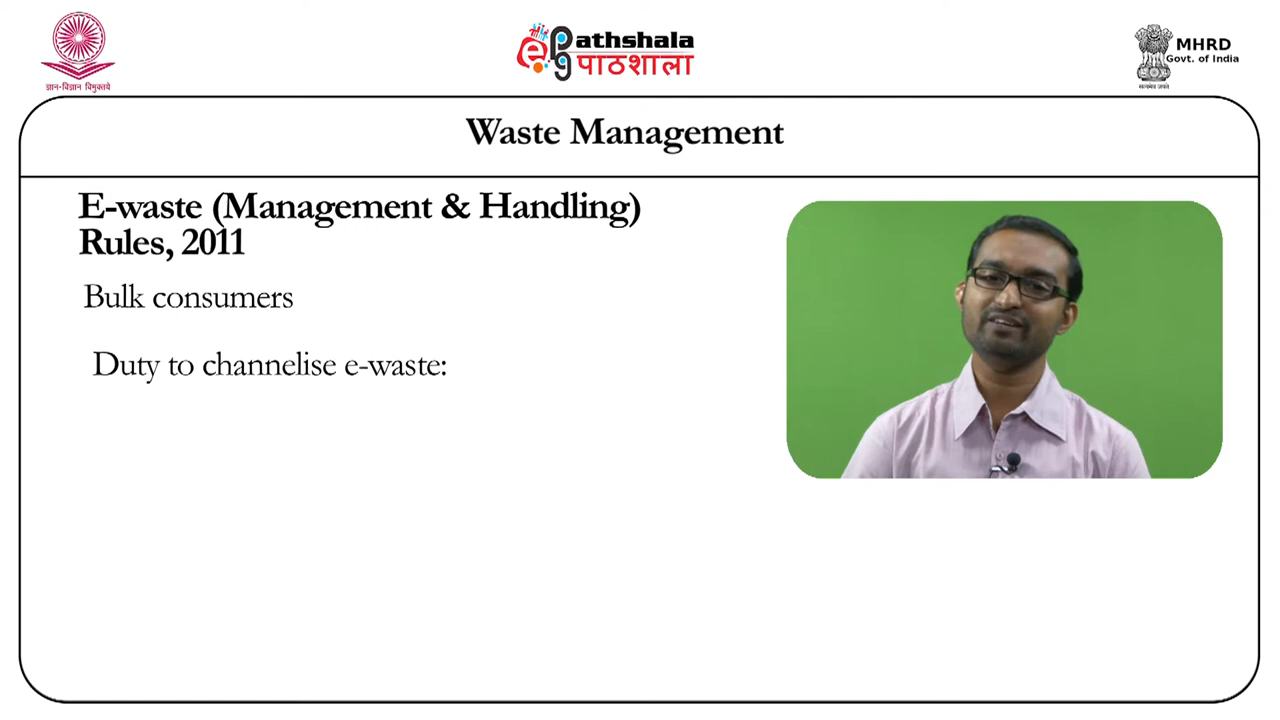 ज्ञान-विज्ञान विमुक्तये
e pg Pathshala
पाठशाला
MHRD
Govt. of India
सत्यमेव जयते
Waste Management
E-waste (Management & Handling)
Rules, 2011
Bulk consumers
Duty to channelise e-waste: